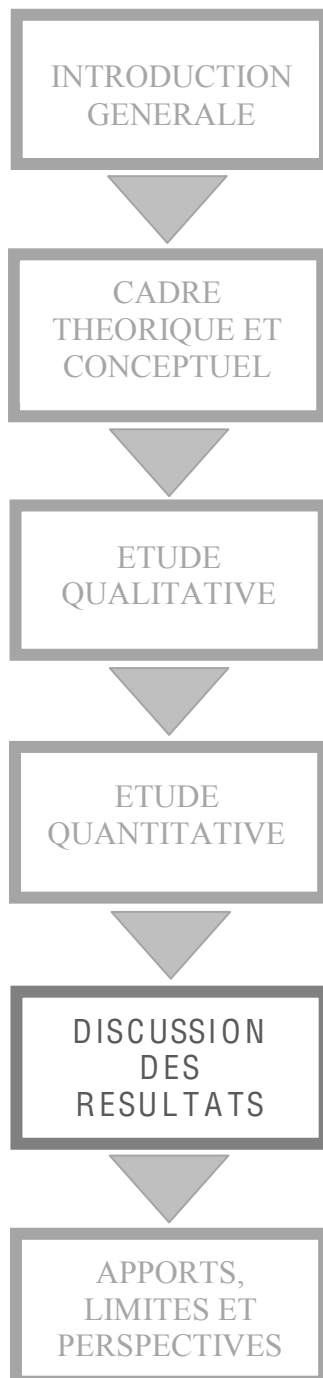 INTRODUCTION
GENERALE
CADRE
THEORIQUE ET
CONCEPTUEL
ETUDE
QUALITATIVE
ETUDE
QUANTITATIVE
DISCUSSION
DES
RESULTATS
APPORTS,
LIMITES ET
PERSPECTIVES